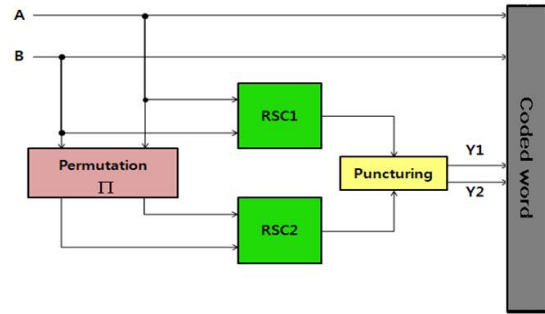 A
B
RSC1
Permutation
Π
Puncturing
Y1
Y2
RSC2
Coded word